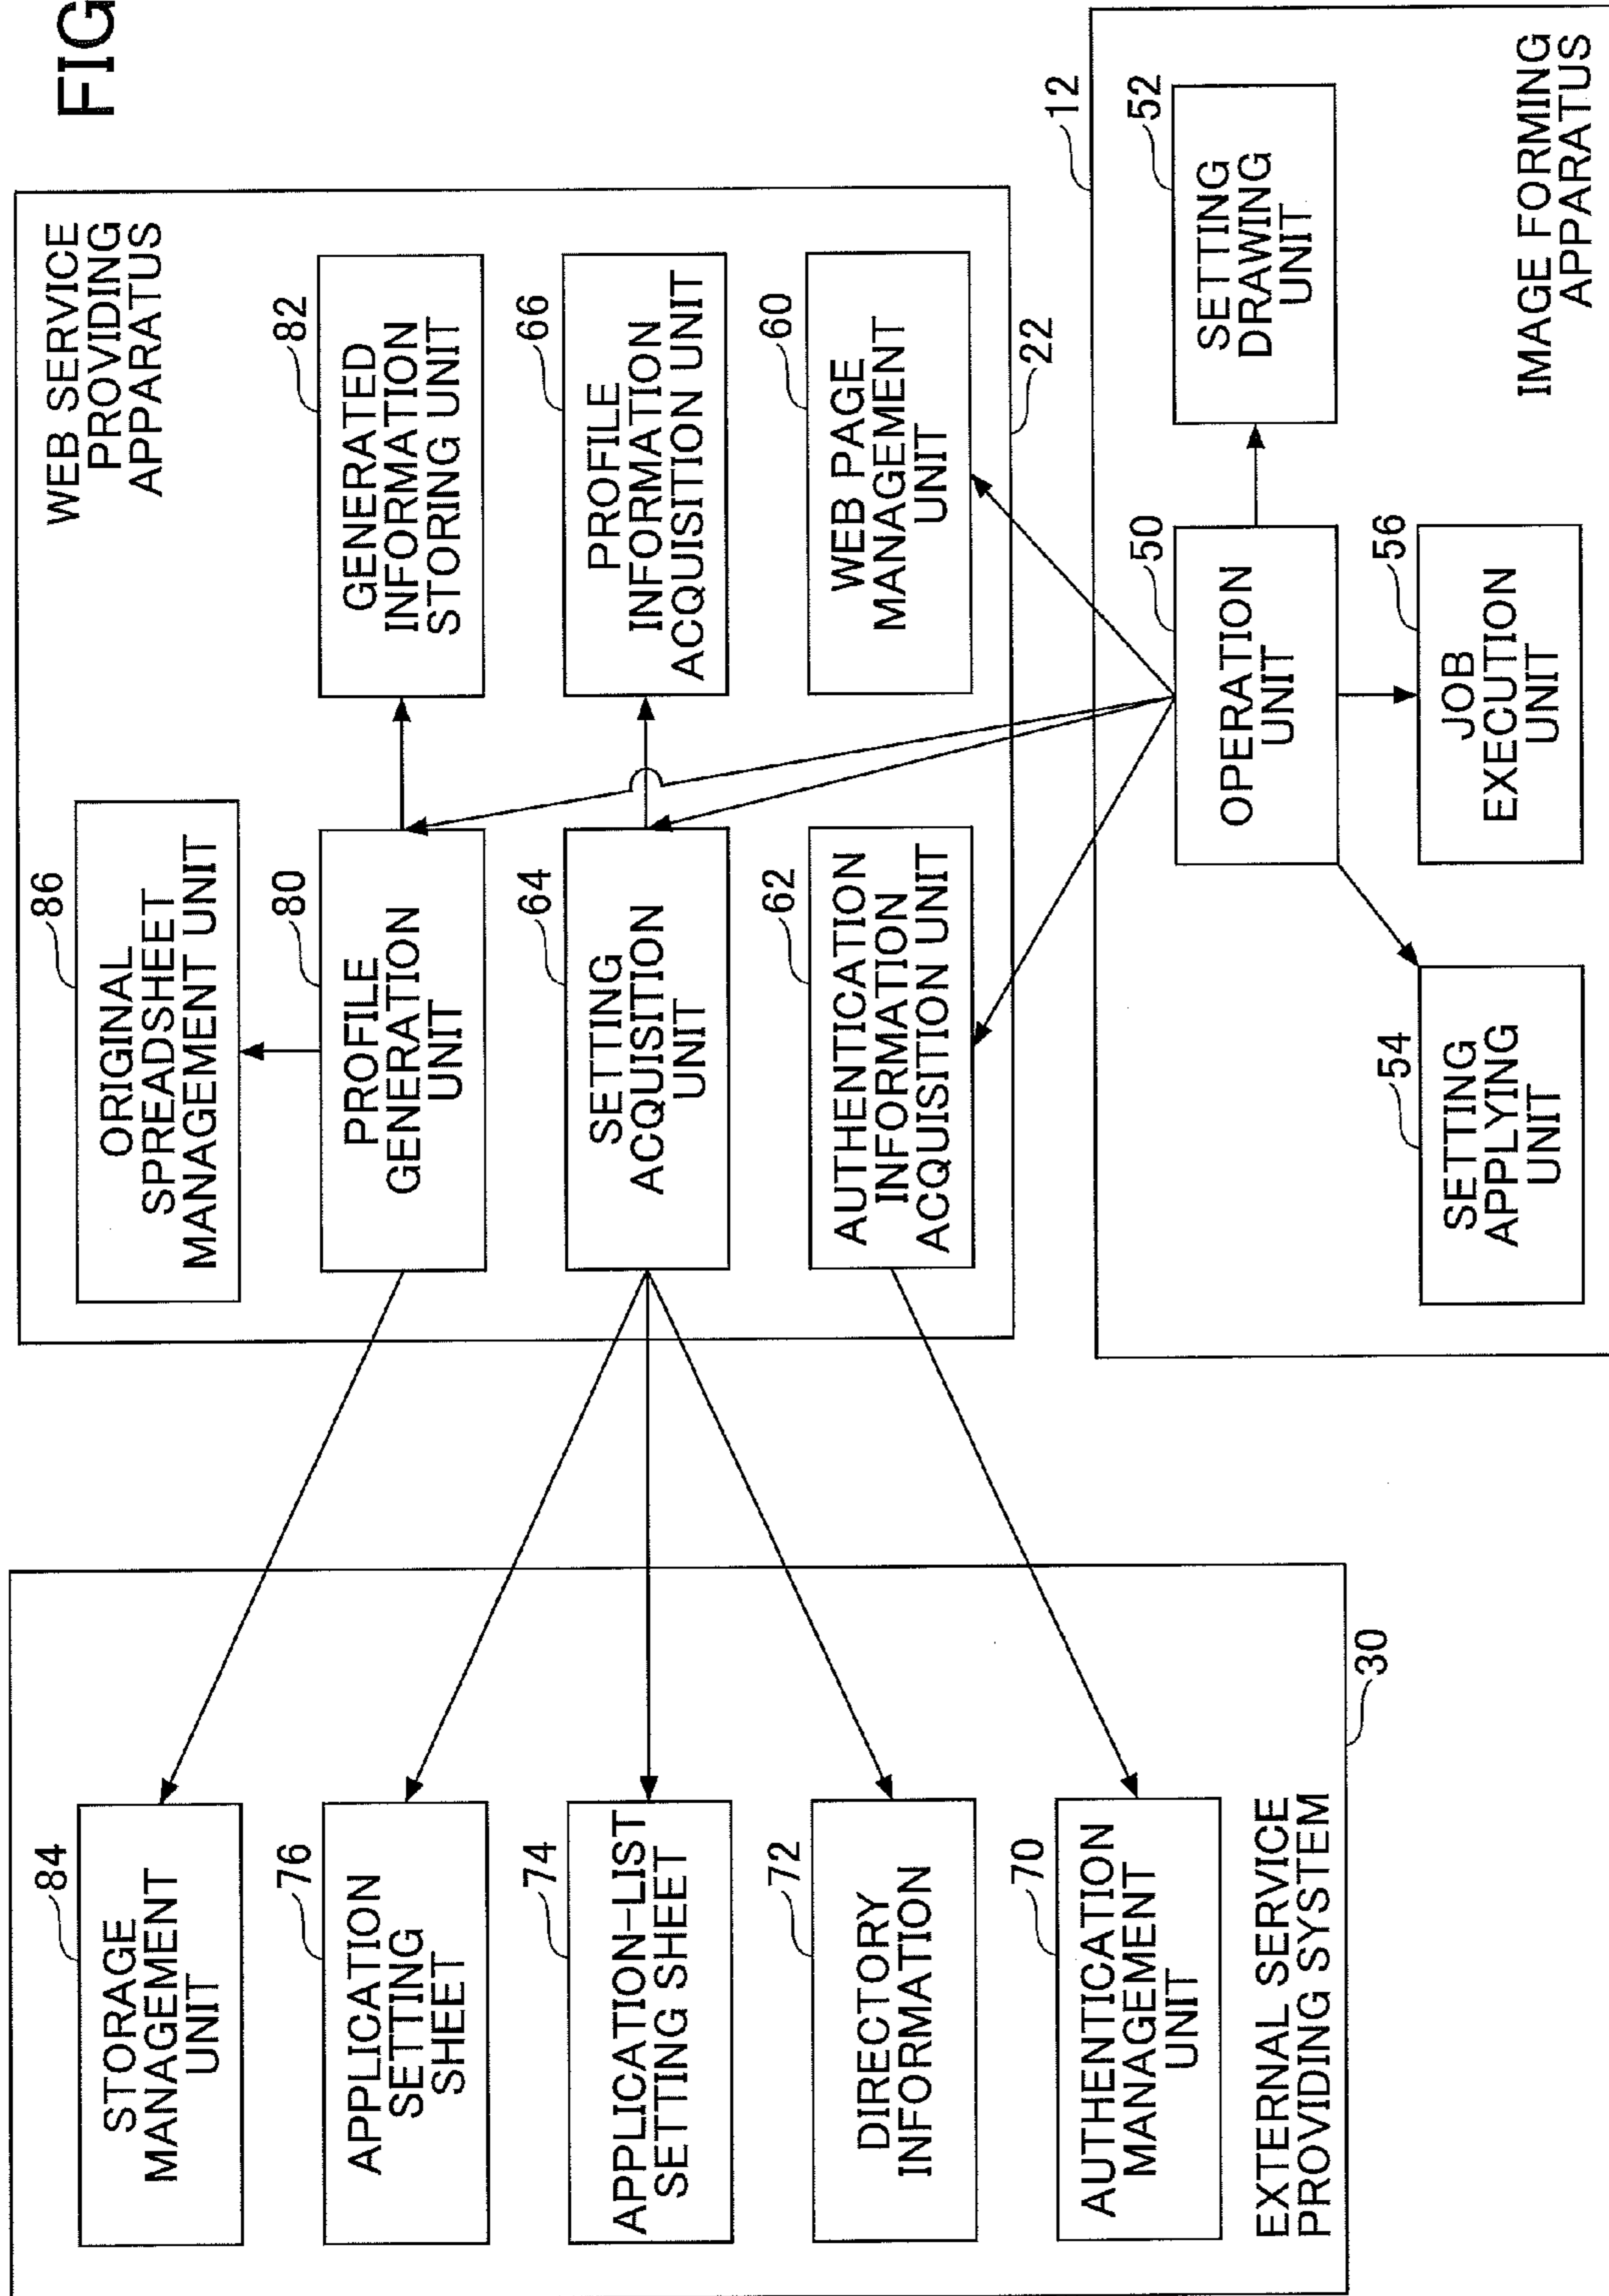 FIG
WEB SERVICE
PROVIDING
APPARATUS
86
ORIGINAL
SPREADSHEET
MANAGEMENT UNIT
80
PROFILE
GENERATION
UNIT
82
GENERATED
INFORMATION
STORING UNIT
64
SETTING
ACQUISITION
UNIT
66
PROFILE
INFORMATION
ACQUISITION UNIT
62
AUTHENTICATION
INFORMATION
ACQUISITION UNIT
60
WEB PAGE
MANAGEMENT
UNIT
22
84
STORAGE
MANAGEMENT
UNIT
76
APPLICATION
SETTING
SHEET
74
APPLICATION-LIST
SETTING SHEET
72
DIRECTORY
INFORMATION
70
AUTHENTICATION
MANAGEMENT
UNIT
EXTERNAL SERVICE
PROVIDING SYSTEM
30
12
50
OPERATION
UNIT
52
SETTING
DRAWING
UNIT
54
SETTING
APPLYING
UNIT
56
JOB
EXECUTION
UNIT
IMAGE FORMING
APPARATUS